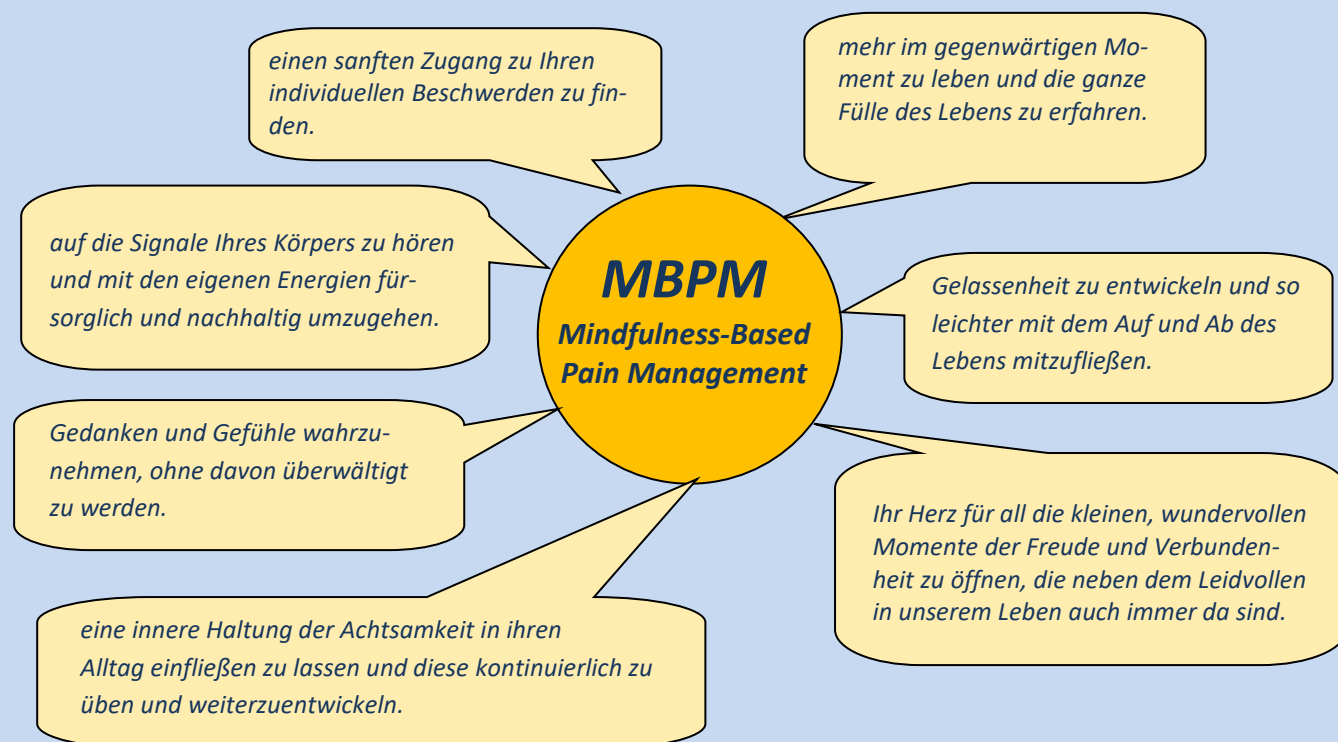 einen sanften Zugang zu Ihren
individuellen Beschwerden zu fin-
den.
mehr im gegenwärtigen Mo-
ment zu leben und die ganze
Fülle des Lebens zu erfahren.
auf die Signale Ihres Körpers zu hören
und mit den eigenen Energien für-
sorglich und nachhaltig umzugehen.
MBPM
Mindfulness-Based
Pain Management
Gelassenheit zu entwickeln und so
leichter mit dem Auf und Ab des
Lebens mitzufließen.
Gedanken und Gefühle wahrzu-
nehmen, ohne davon überwältigt
zu werden.
Ihr Herz für all die kleinen, wundervollen
Momente der Freude und Verbunden-
heit zu öffnen, die neben dem Leidvollen
in unserem Leben auch immer da sind.
eine innere Haltung der Achtsamkeit in ihren
Alltag einfließen zu lassen und diese kontinuierlich zu
üben und weiterzuentwickeln.